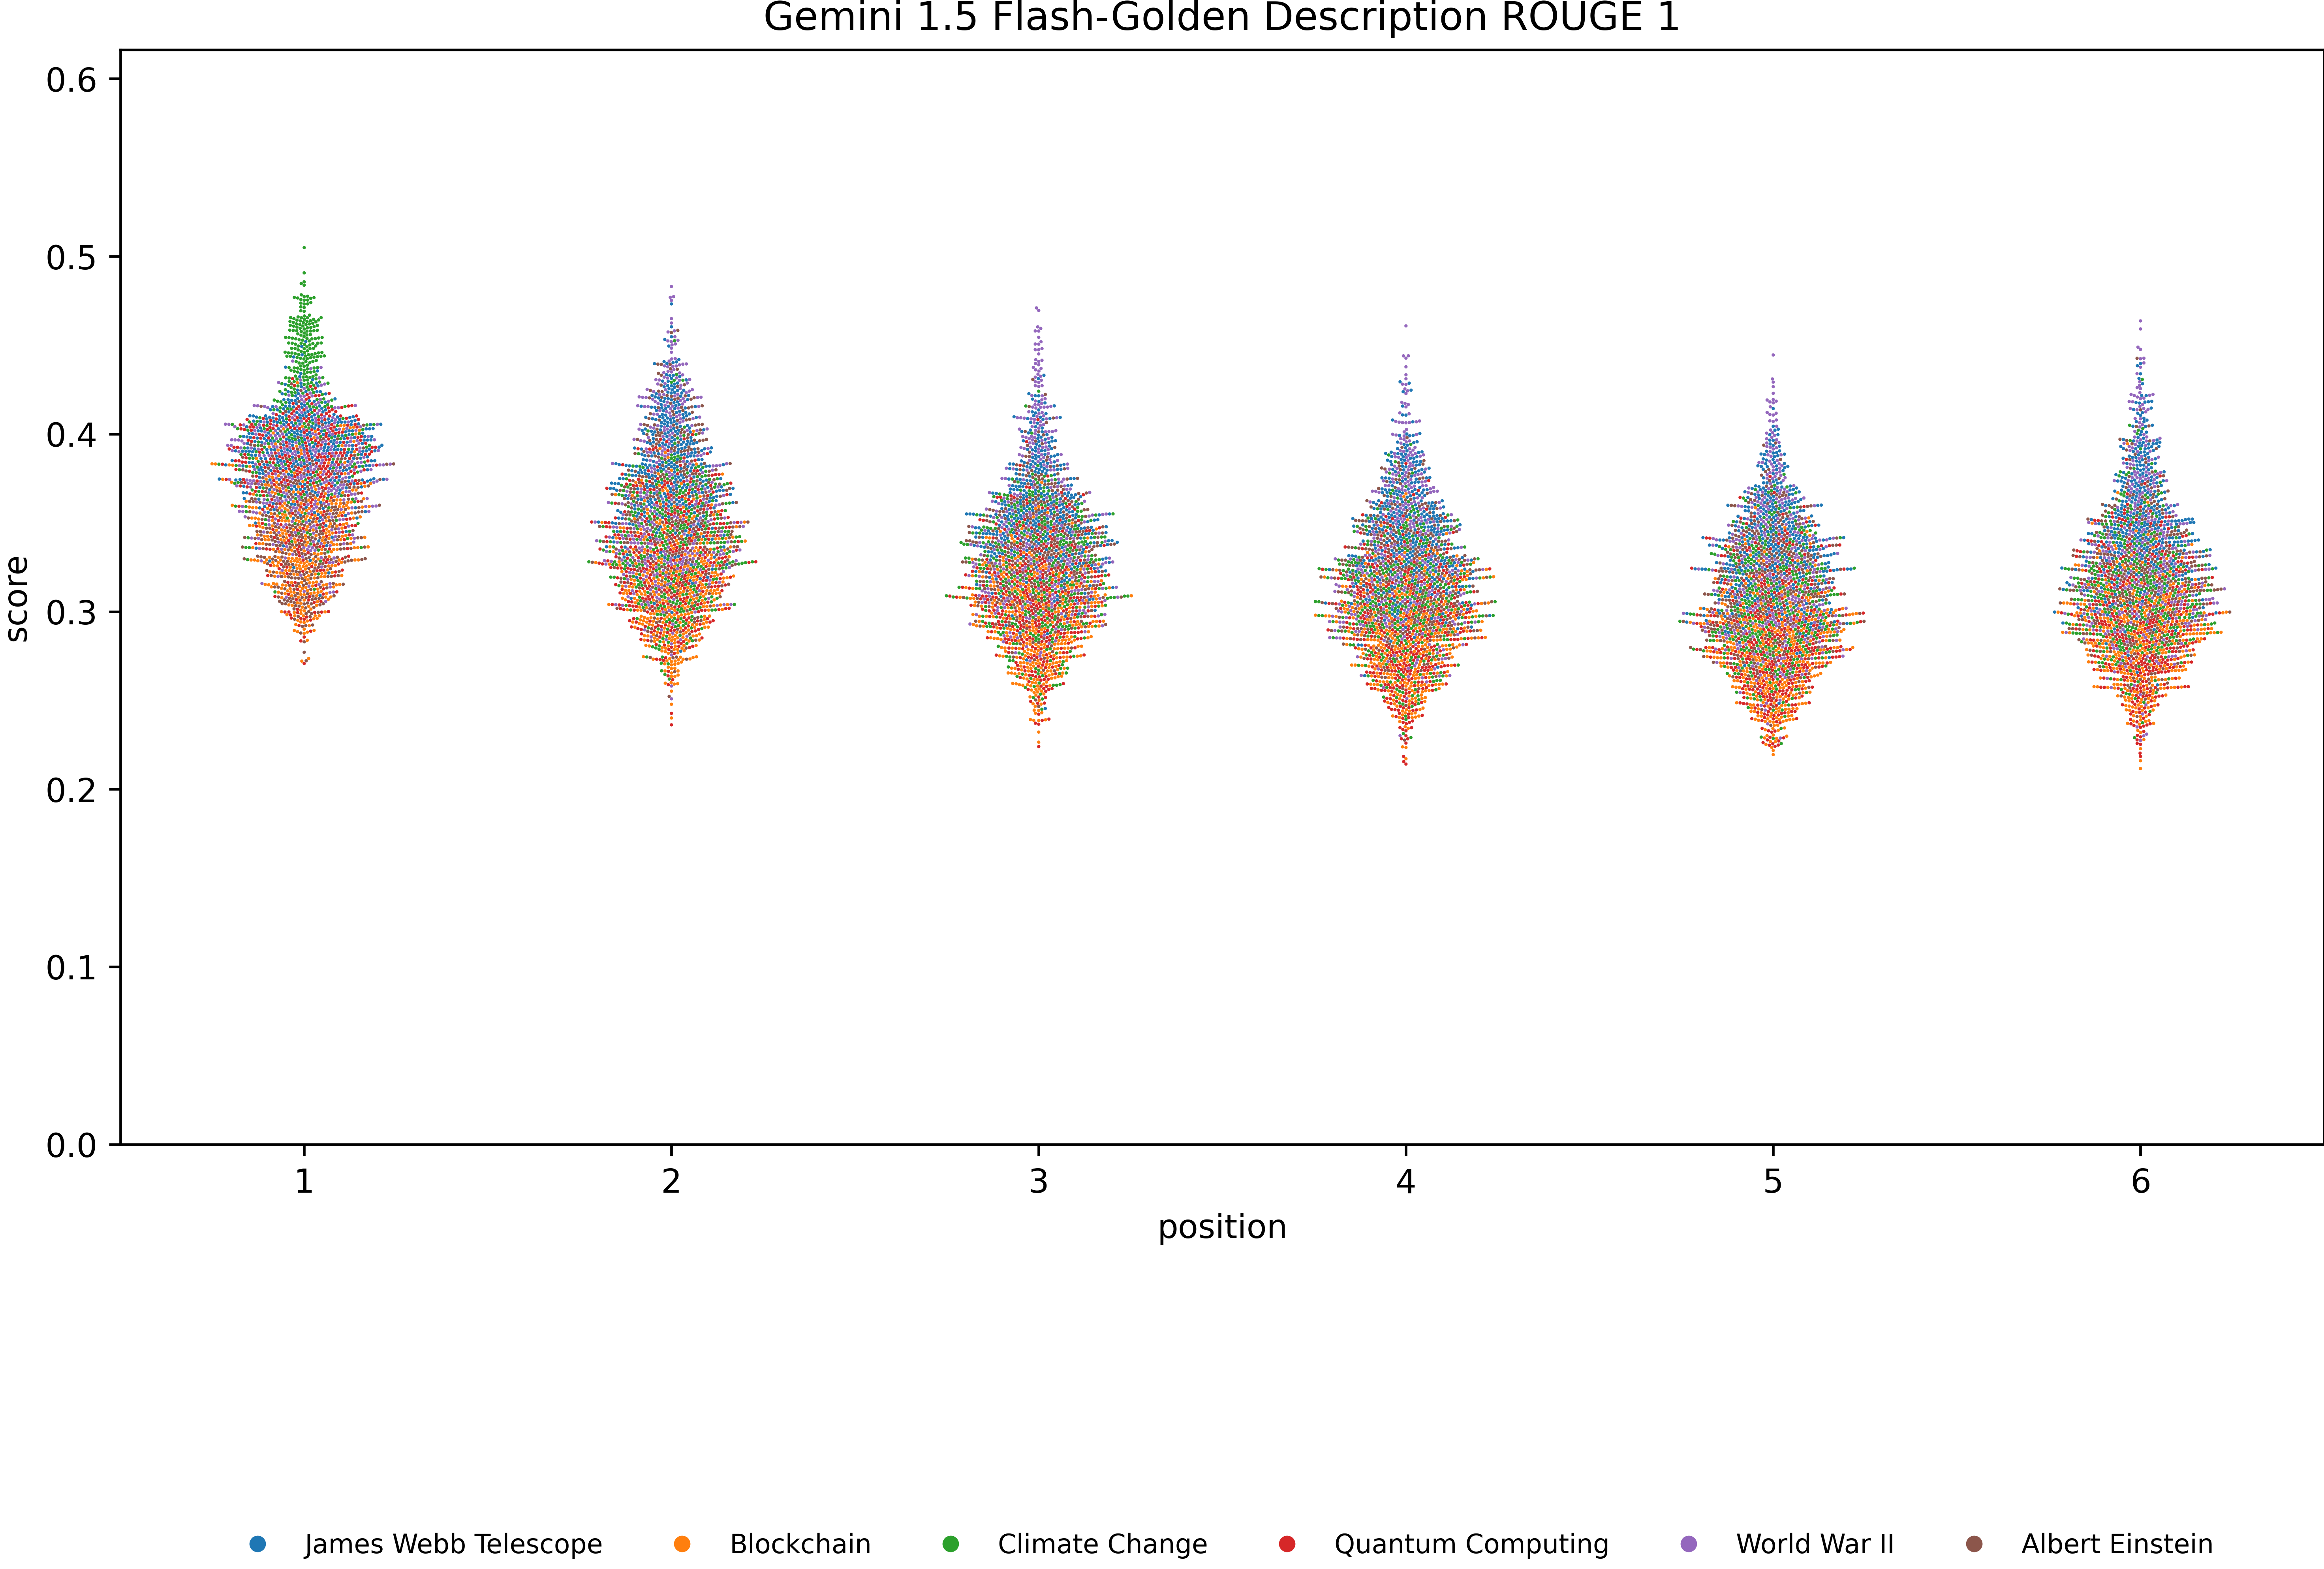 Gemini 1.5 Flash-Golden Description ROUGE 1
0.6
0.5
0.4
0.3
0.2
0.1
0.0
score
1 2 3 4 5 6
position
James Webb Telescope Blockchain Climate Change Quantum Computing World War II Albert Einstein